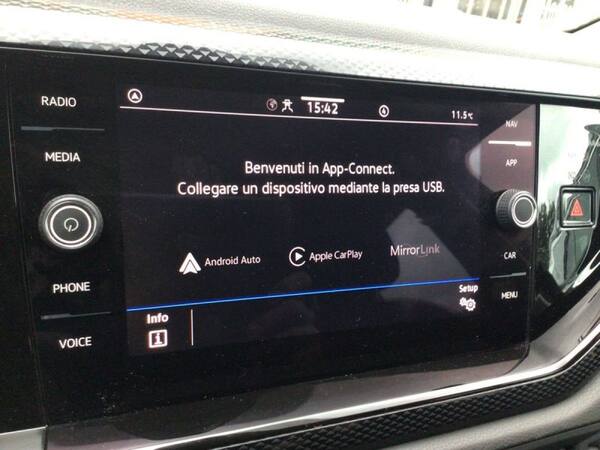 RADIO
MEDIA
PHONE
VOICE
15:42
11.5°C
Benvenuti in App-Connect.
Collegare un dispositivo mediante la presa USB.
Android Auto
Apple CarPlay
MirrorLink
Info
Setup
NAV
APP
CAR
MENU